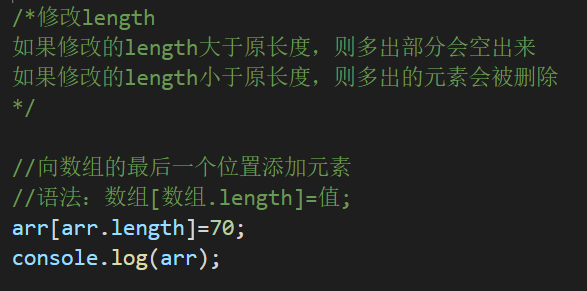 /*修改length
如果修改的length大于原长度，则多出部分会空出来
如果修改的length小于原长度，则多出的元素会被删除
*/
//向数组的最后一个位置添加元素
//语法：数组[数组.length]=值;
arr[arr.length]=70;
console.log(arr);